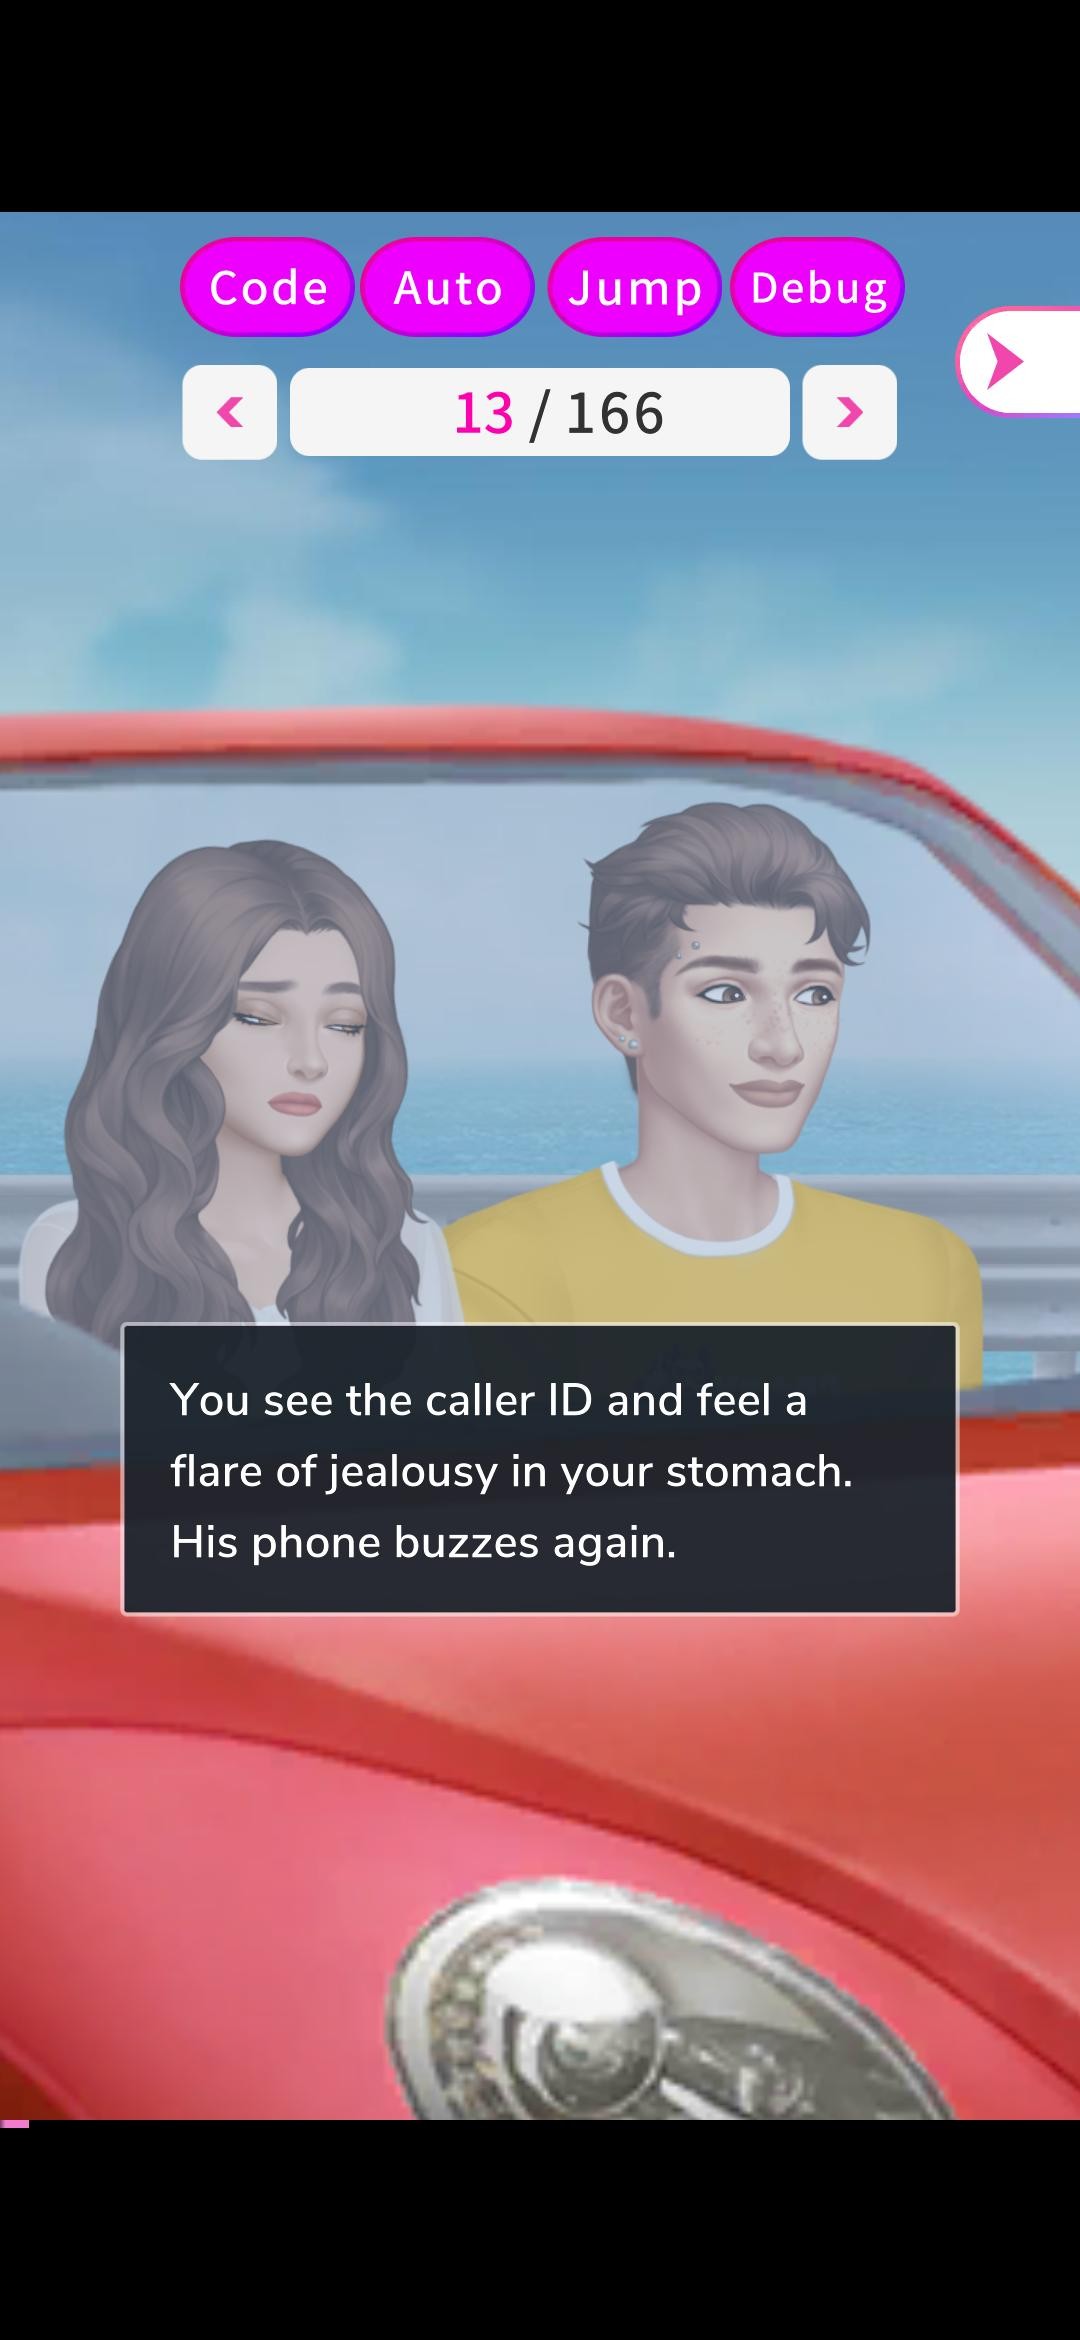 Code Auto Jump Debug
13 / 166
You see the caller ID and feel a
flare of jealousy in your stomach.
His phone buzzes again.